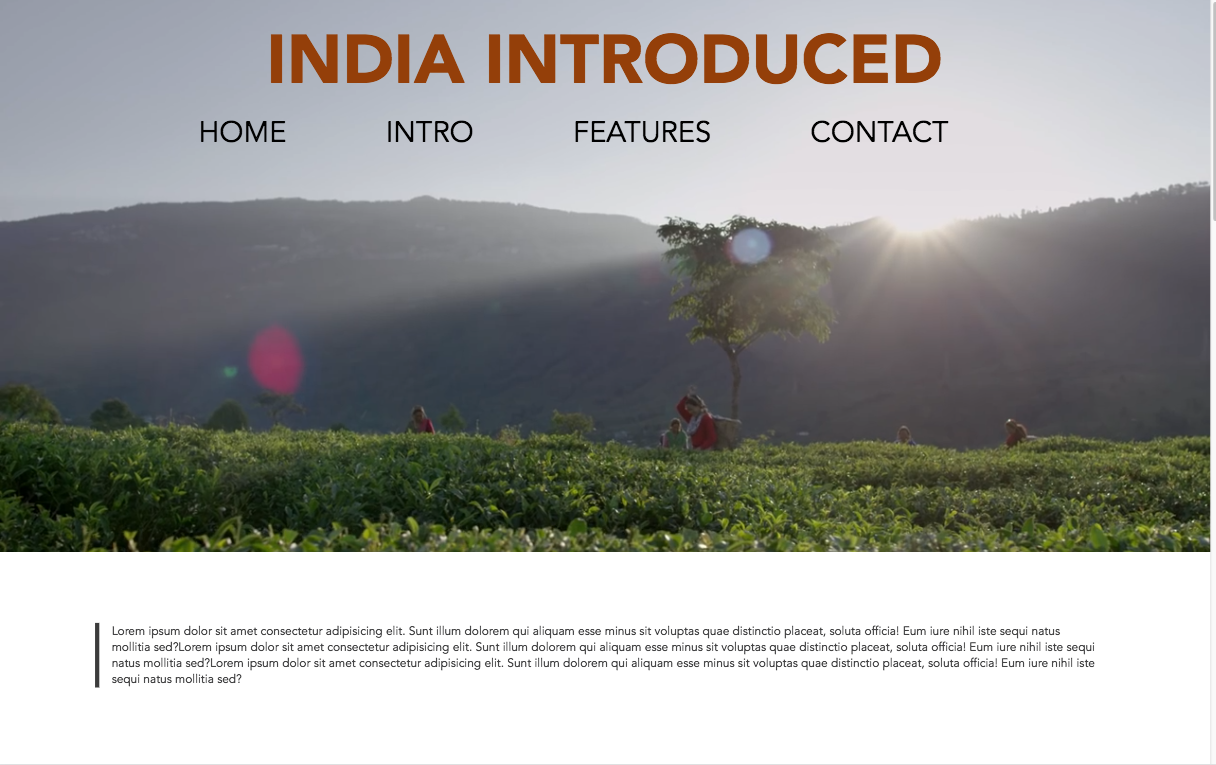 INDIA INTRODUCED
HOME INTRO FEATURES CONTACT
Lorem ipsum dolor sit amet consectetur adipisicing elit. Sunt illum dolorem qui aliquam esse minus sit voluptas quae distinctio placeat, soluta officia! Eum iure nihil iste sequi natus
mollitia sed?Lorem ipsum dolor sit amet consectetur adipisicing elit. Sunt illum dolorem qui aliquam esse minus sit voluptas quae distinctio placeat, soluta officia! Eum iure nihil iste sequi
natus mollitia sed?Lorem ipsum dolor sit amet consectetur adipisicing elit. Sunt illum dolorem qui aliquam esse minus sit voluptas quae distinctio placeat, soluta officia! Eum iure nihil iste
sequi natus mollitia sed?